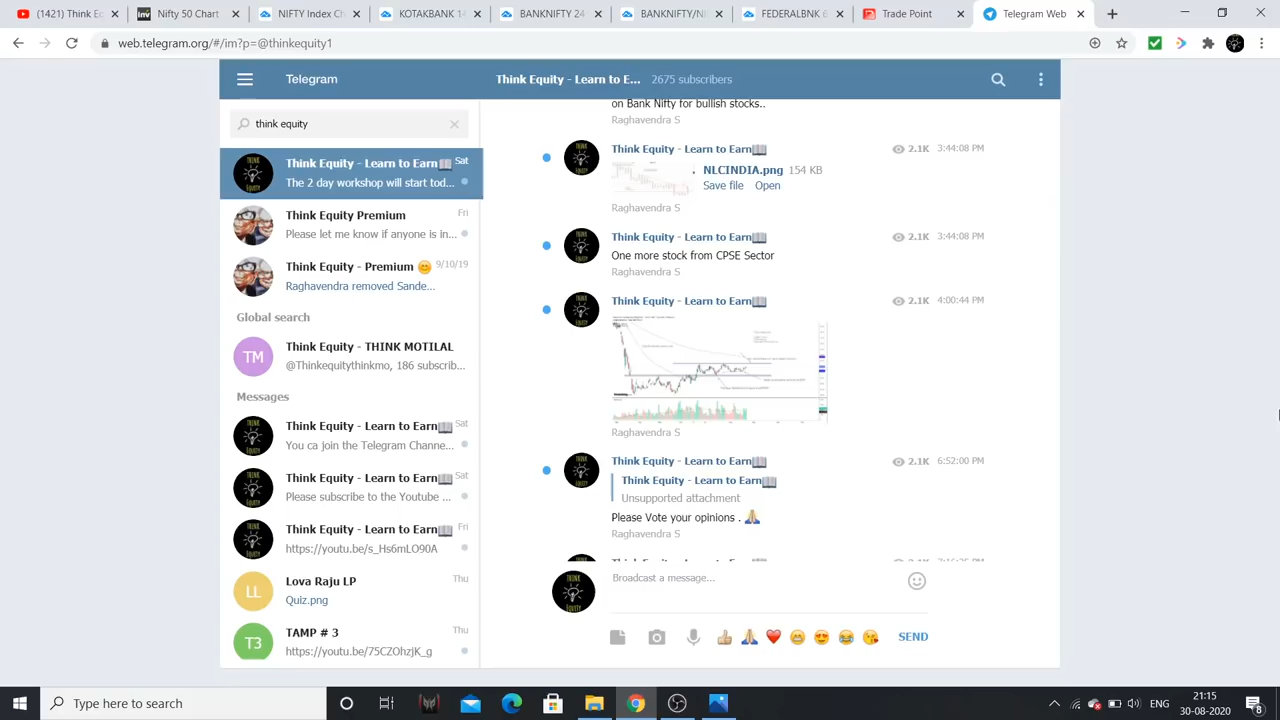 (1421) Think Eq
Nifty 50 Chart
Index Ch
KOTAKBANK 1
BANKNIFTY 24
BANKNIFTY/NI
FEDERALBNK 6
Trade Point
Telegram Web
web.telegram.org/#/im?p=@thinkequity1
Telegram
Think Equity - Learn to E... 2675 subscribers
think equity
Think Equity - Learn to Earn📖 Sat
The 2 day workshop will start tod...
Think Equity Premium Fri
Please let me know if anyone is in...
Think Equity - Premium 😊 9/10/19
Raghavendra removed Sande...
Global search
TM
Think Equity - THINK MOTILAL
@Thinkequitythinkmo, 186 subscrib...
Messages
Think Equity - Learn to Earn📖 Sat
You ca join the Telegram Channe...
Think Equity - Learn to Earn📖 Sat
Please subscribe to the Youtube ...
Think Equity - Learn to Earn📖 Fri
https://youtu.be/s_Hs6mLO90A
LL
Lova Raju LP Thu
Quiz.png
T3
TAMP # 3 Thu
https://youtu.be/75CZOhzjK_g
on Bank Nifty for bullish stocks..
Raghavendra S
Think Equity - Learn to Earn📖 2.1K 3:44:08 PM
NLCINDIA.png 154 KB
Save file Open
Raghavendra S
Think Equity - Learn to Earn📖 2.1K 3:44:08 PM
One more stock from CPSE Sector
Raghavendra S
Think Equity - Learn to Earn📖 2.1K 4:00:44 PM
Raghavendra S
Think Equity - Learn to Earn📖 2.1K 6:52:00 PM
Think Equity - Learn to Earn📖
Unsupported attachment
Please Vote your opinions . 🙏
Raghavendra S
Broadcast a message...
SEND
Type here to search
ENG
21:15
30-08-2020
8